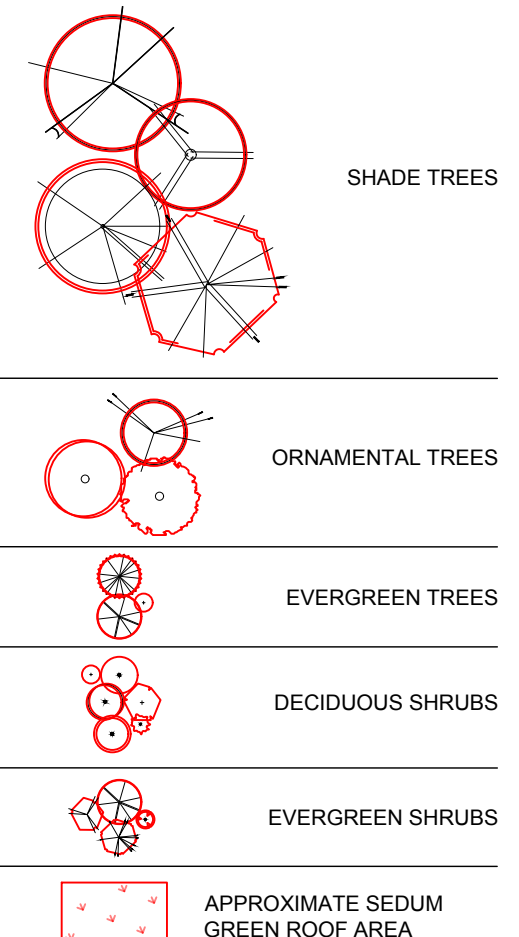 SHADE TREES
ORNAMENTAL TREES
EVERGREEN TREES
DECIDUOUS SHRUBS
EVERGREEN SHRUBS
APPROXIMATE SEDUM
GREEN ROOF AREA